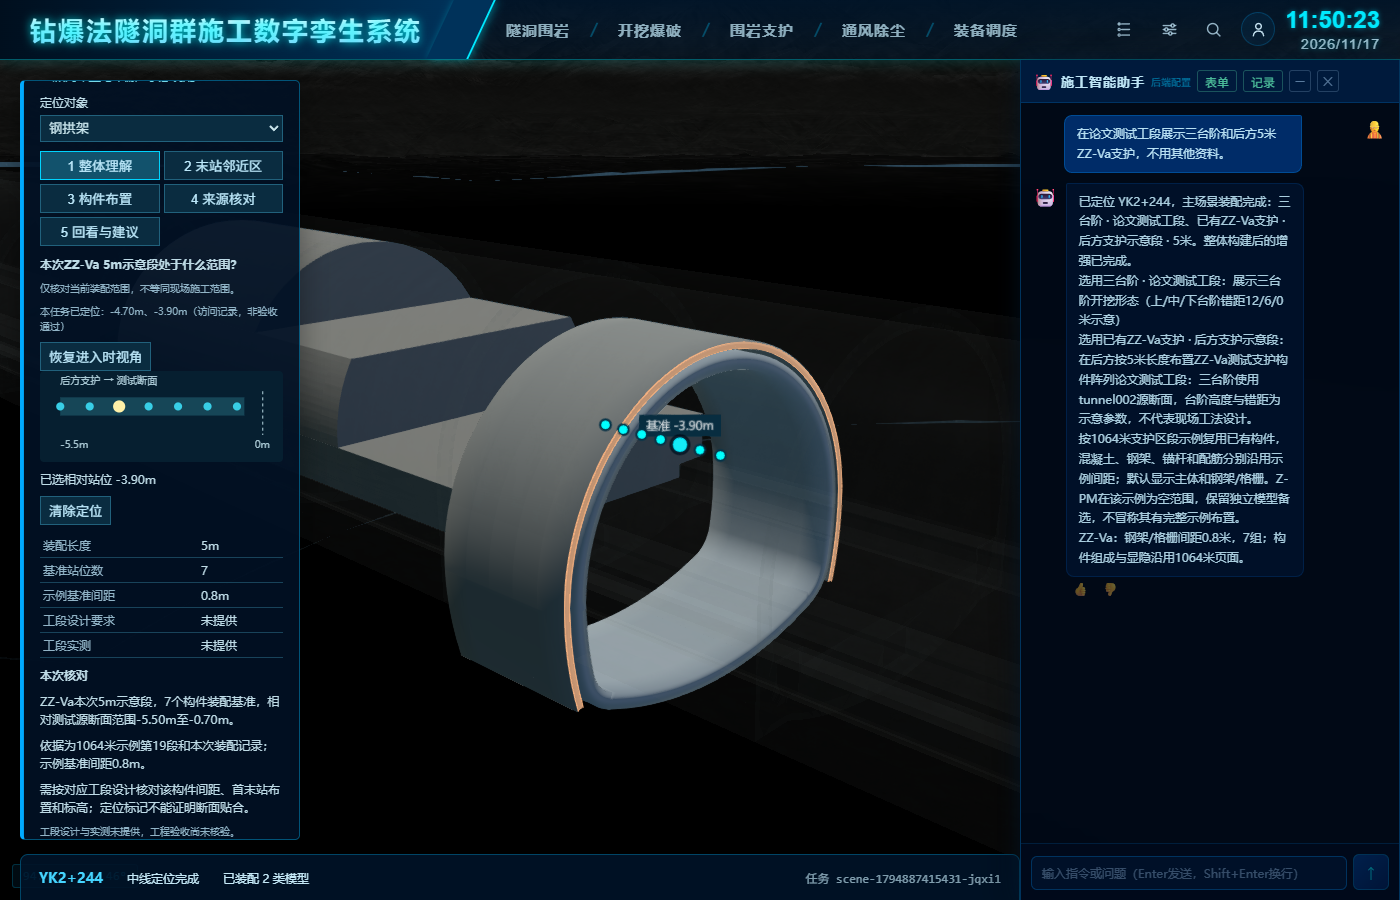 钻爆法隧洞群施工数字孪生系统
隧洞围岩 / 开挖爆破 / 围岩支护 / 通风除尘 / 装备调度
11:50:23
2026/11/17
定位对象
钢拱架
1 整体理解
2 末站邻近区
3 构件布置
4 来源核对
5 回看与建议
本次ZZ-Va 5m示意段处于什么范围?
仅核对当前装配范围，不等同现场施工范围。
本任务已定位：-4.70m、-3.90m（访问记录，非验收
通过）
恢复进入时视角
后方支护 → 测试断面
-5.5m
0m
已选相对站位 -3.90m
清除定位
装配长度 5m
基准站位数 7
示例基准间距 0.8m
工段设计要求 未提供
工段实测 未提供
本次核对
ZZ-Va本次5m示意段，7个构件装配基准，相
对测试源断面范围-5.50m至-0.70m。
依据为1064米示例第19段和本次装配记录；
示例基准间距0.8m。
需按对应工段设计核对该构件间距、首末站布
置和标高；定位标记不能证明断面贴合。
工段设计与实测未提供，工程验收尚未核验。
基准 -3.90m
YK2+244 中线定位完成 已装配 2 类模型
任务 scene-1794887415431-jqxi1
施工智能助手 后端配置 表单 记录
在论文测试工段展示三台阶和后方5米
ZZ-Va支护，不用其他资料。
已定位 YK2+244，主场景装配完成：三
台阶 · 论文测试工段、已有ZZ-Va支护 ·
后方支护示意段 · 5米。整体构建后的增
强已完成。
选用三台阶 · 论文测试工段：展示三台
阶开挖形态（上/中/下台阶错距12/6/0
米示意）
选用已有ZZ-Va支护 · 后方支护示意段：
在后方按5米长度布置ZZ-Va测试支护构
件阵列论文测试工段：三台阶使用
tunnel002源断面，台阶高度与错距为
示意参数，不代表现场工法设计。
按1064米支护区段示例复用已有构件，
混凝土、钢架、锚杆和配筋分别沿用示
例间距；默认显示主体和钢架/格栅。Z-
PM在该示例为空范围，保留独立模型备
选，不冒称其有完整示例布置。
ZZ-Va：钢架/格栅间距0.8米，7组；构
件组成与显隐沿用1064米页面。
输入指令或问题（Enter发送，Shift+Enter换行）